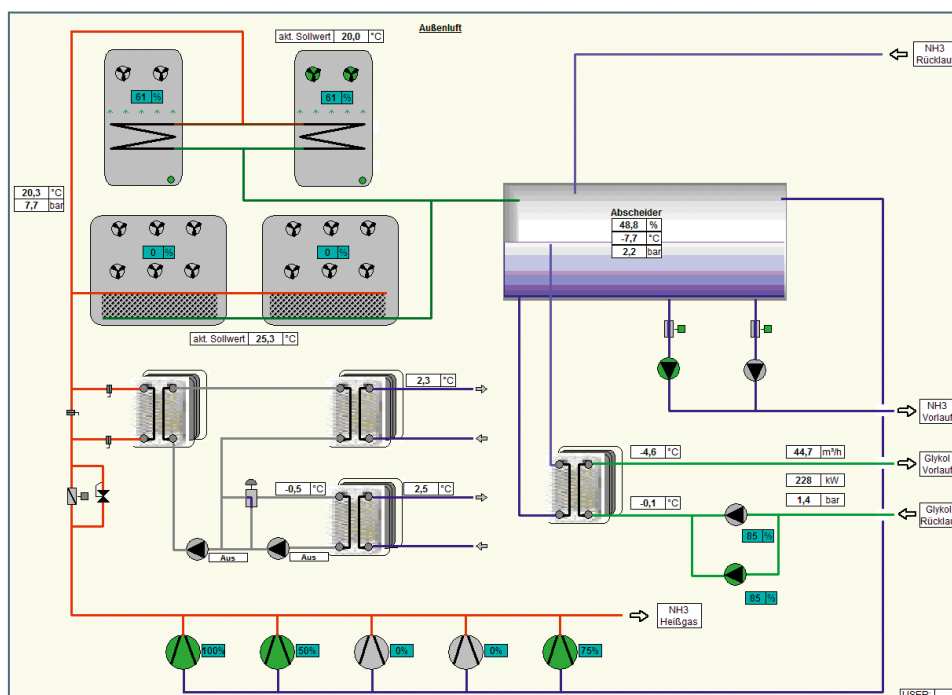 Außenluft
akt. Sollwert 20,0 °C
NH3
Rücklauf
61 %
61 %
20,3 °C
7,7 bar
Abscheider
48,8 %
-7,7 °C
2,2 bar
0 %
0 %
akt. Sollwert 25,3 °C
2,3 °C
NH3
Vorlauf
-4,6 °C
44,7 m³/h
Glykol
Vorlauf
228 kW
-0,5 °C
2,5 °C
-0,1 °C
1,4 bar
Glykol
Rücklauf
85 %
Aus
Aus
85 %
NH3
Heißgas
100%
50%
0%
0%
75%
USER: